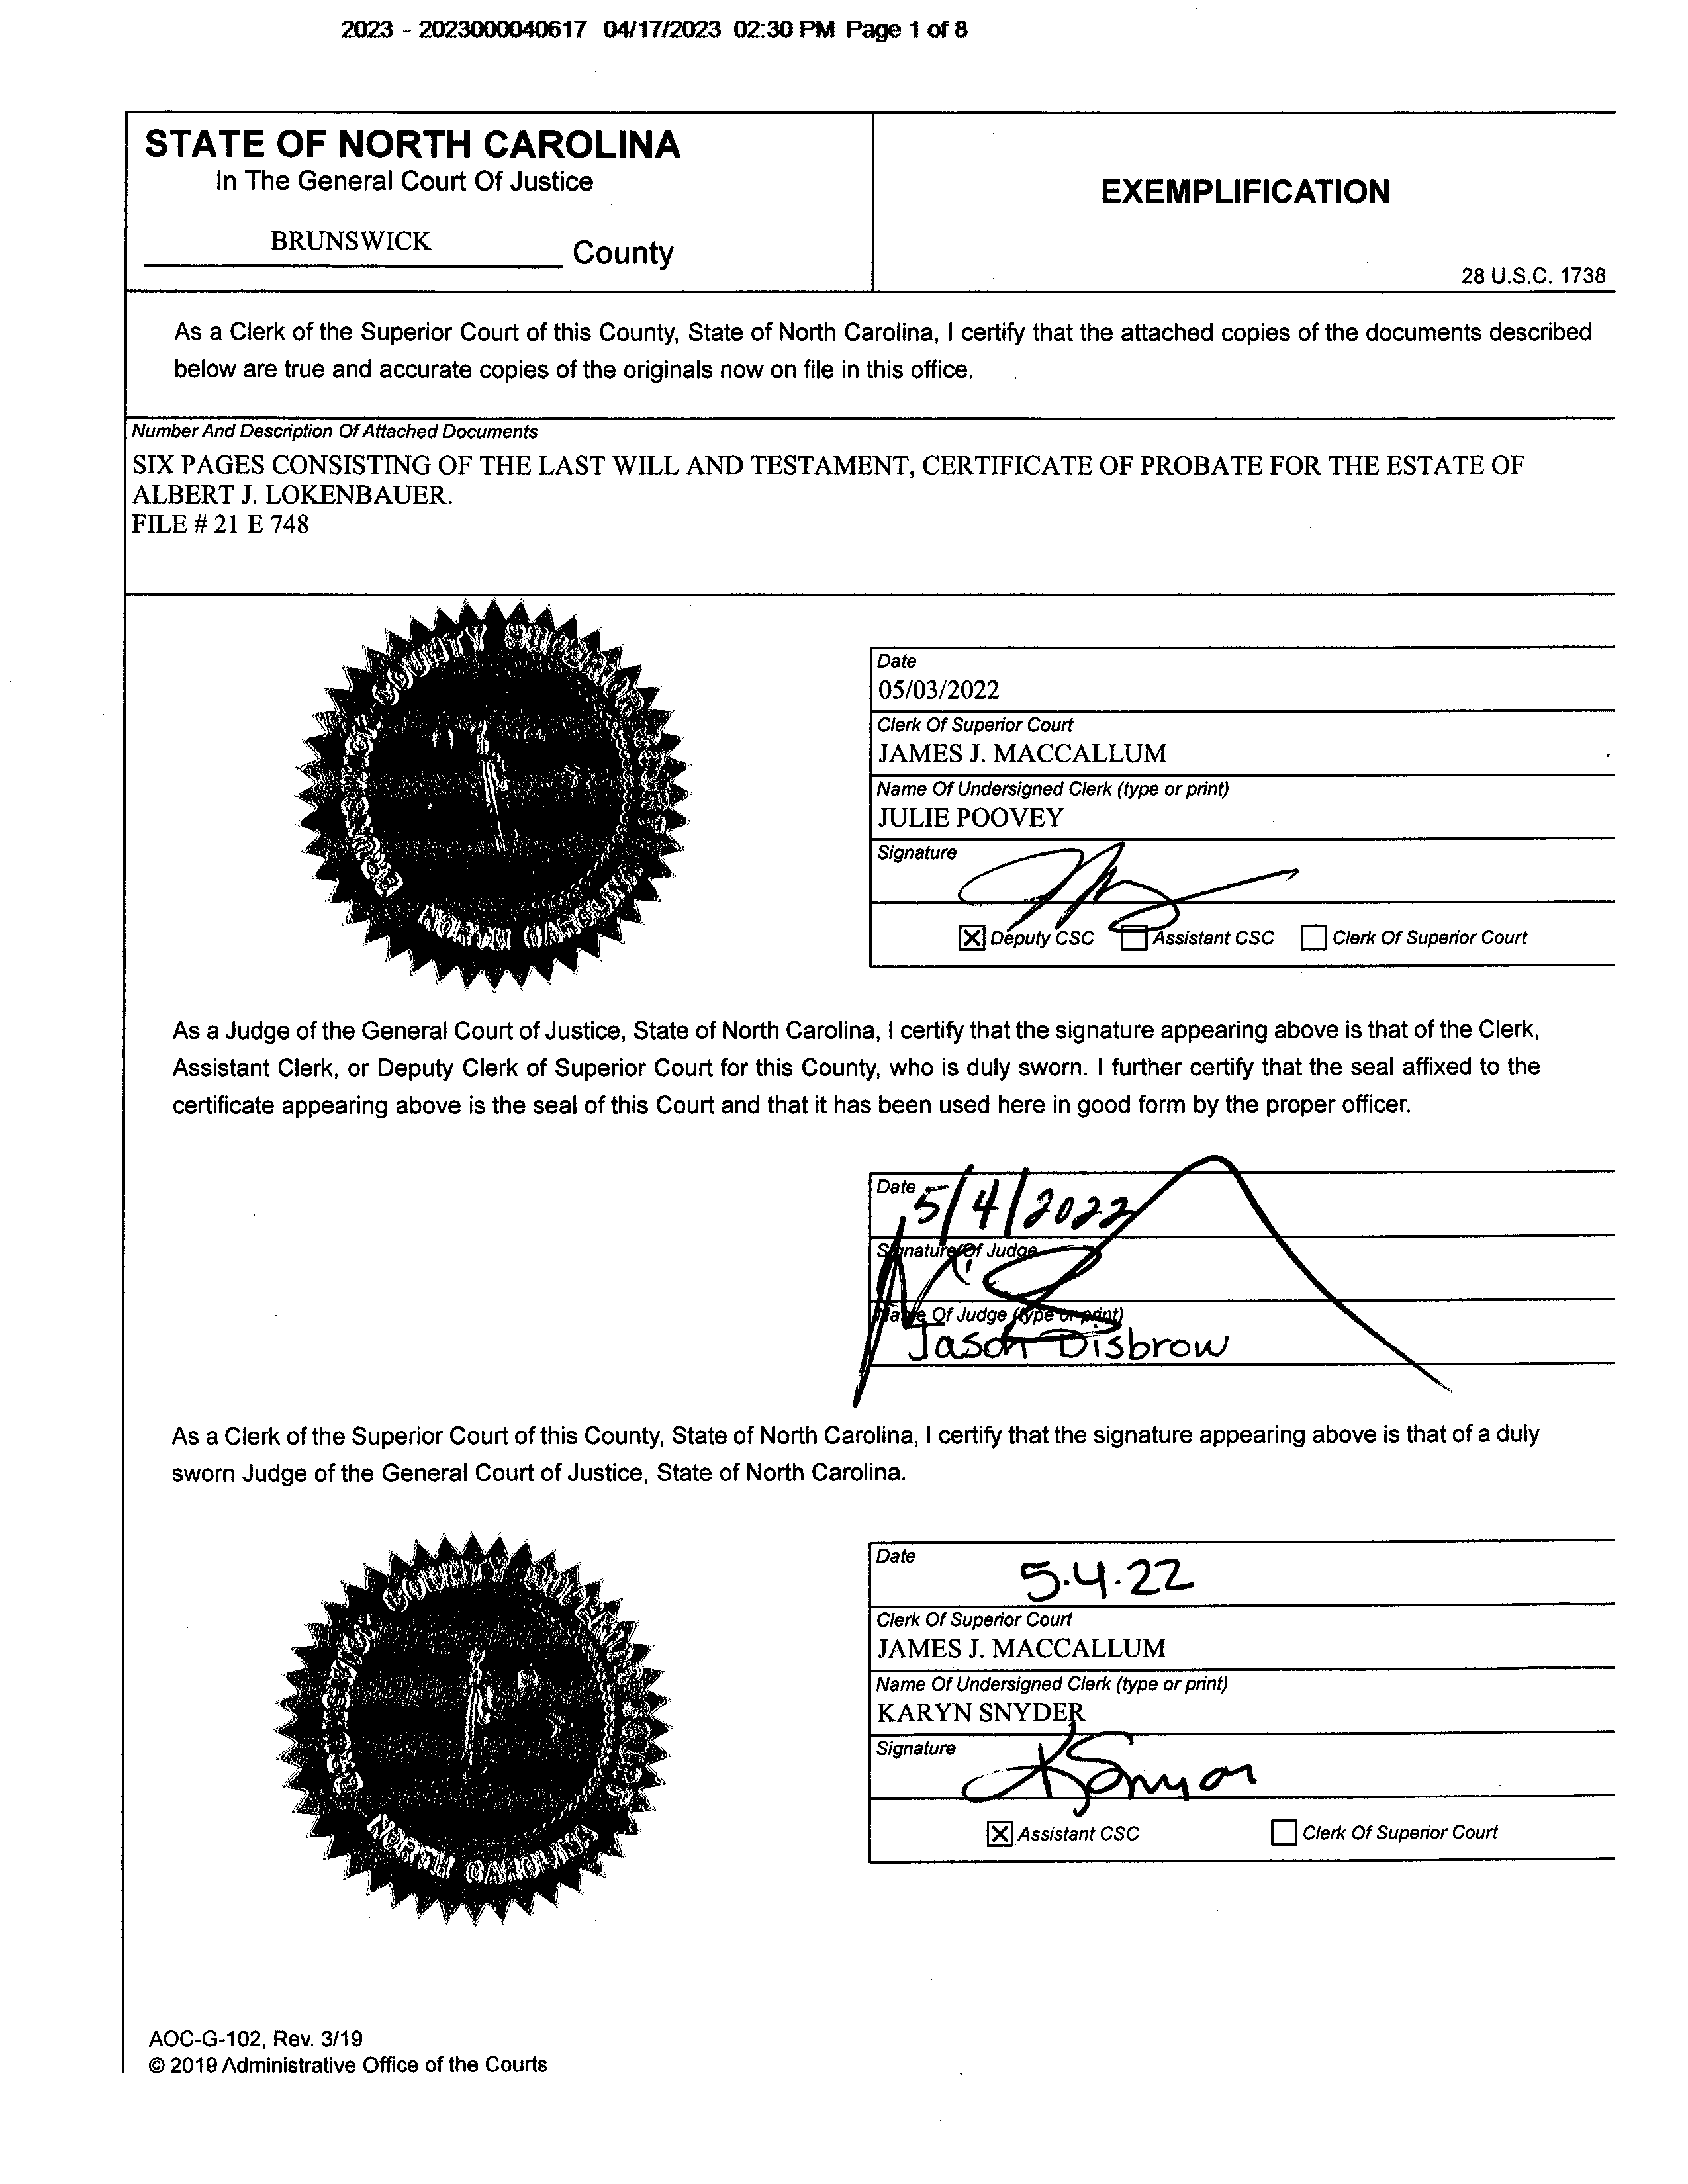 2023 - 2023000040617 04/17/2023 02:30 PM Page 1 of 8
STATE OF NORTH CAROLINA
In The General Court Of Justice
BRUNSWICK County
EXEMPLIFICATION
28 U.S.C. 1738
As a Clerk of the Superior Court of this County, State of North Carolina, I certify that the attached copies of the documents described
below are true and accurate copies of the originals now on file in this office.
Number And Description Of Attached Documents
SIX PAGES CONSISTING OF THE LAST WILL AND TESTAMENT, CERTIFICATE OF PROBATE FOR THE ESTATE OF
ALBERT J. LOKENBAUER.
FILE # 21 E 748
BRUNSWICK COUNTY SUPERIOR COURT
NORTH CAROLINA
Date
05/03/2022
Clerk Of Superior Court
JAMES J. MACCALLUM
Name Of Undersigned Clerk (type or print)
JULIE POOVEY
Signature
☒ Deputy CSC ☐ Assistant CSC ☐ Clerk Of Superior Court
As a Judge of the General Court of Justice, State of North Carolina, I certify that the signature appearing above is that of the Clerk,
Assistant Clerk, or Deputy Clerk of Superior Court for this County, who is duly sworn. I further certify that the seal affixed to the
certificate appearing above is the seal of this Court and that it has been used here in good form by the proper officer.
Date 5/4/2022
Signature Of Judge
Name Of Judge (type or print)
Jason Disbrow
As a Clerk of the Superior Court of this County, State of North Carolina, I certify that the signature appearing above is that of a duly
sworn Judge of the General Court of Justice, State of North Carolina.
BRUNSWICK COUNTY SUPERIOR COURT
NORTH CAROLINA
Date
5.4.22
Clerk Of Superior Court
JAMES J. MACCALLUM
Name Of Undersigned Clerk (type or print)
KARYN SNYDER
Signature
☒ Assistant CSC ☐ Clerk Of Superior Court
AOC-G-102, Rev. 3/19
© 2019 Administrative Office of the Courts